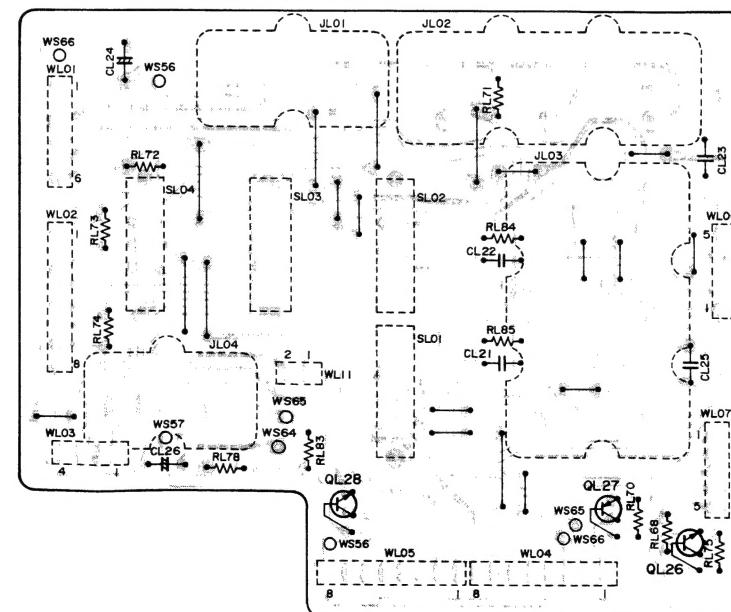 JL01
JL02
WS66
CL24
WS56
WL01
RL71
CL23
RL72
JL03
6
SL04
SL03
SL02
WL02
RL73
RL84
5
CL22
RL74
RL85
SL01
JL04
2 1
CL21
CL25
8
WL11
WS65
WL07
WS57
WS64
WL03
RL83
1
CL26
RL78
4 1
QL28
QL27
RL70
5
WS65
RL68
WS56
WS66
RL75
WL05
WL04
QL26
8
8 1